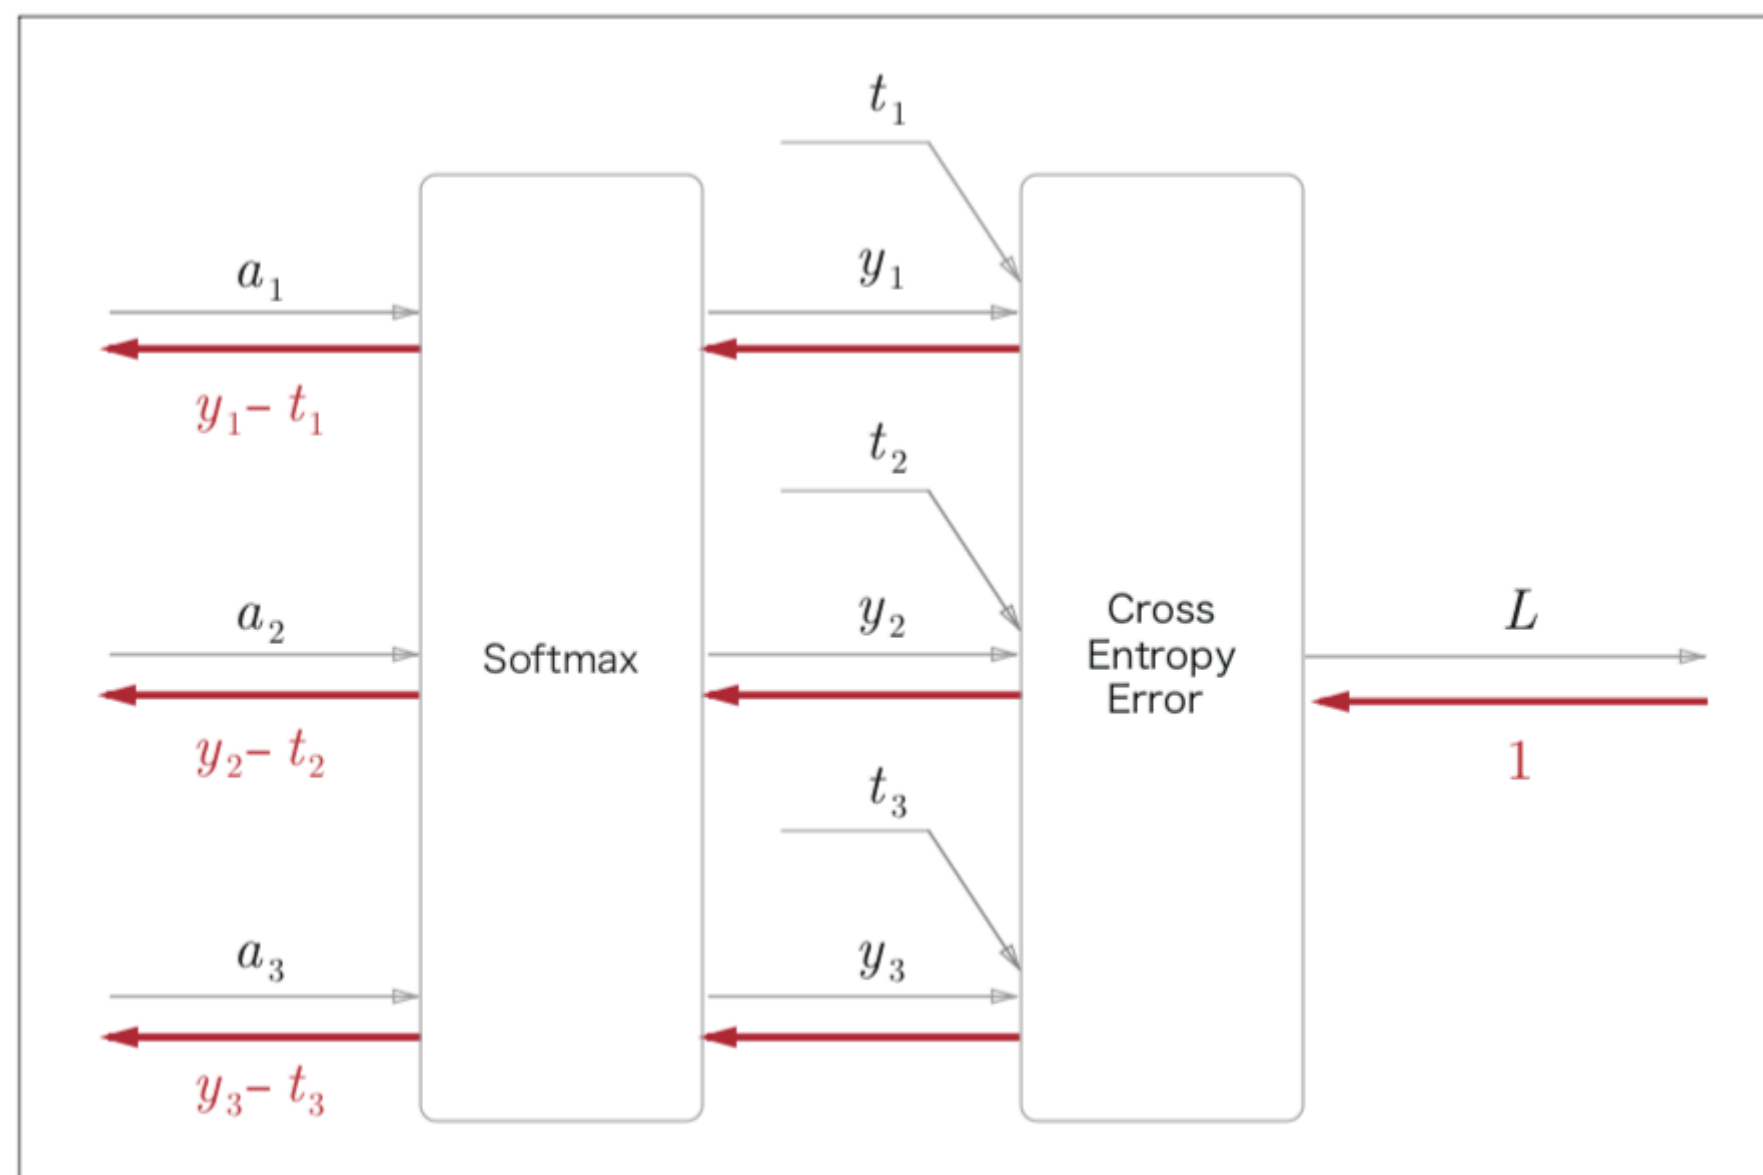 t₁
a₁
y₁
y₁− t₁
t₂
a₂
y₂
Softmax
Cross
Entropy
Error
L
y₂− t₂
1
t₃
a₃
y₃
y₃− t₃